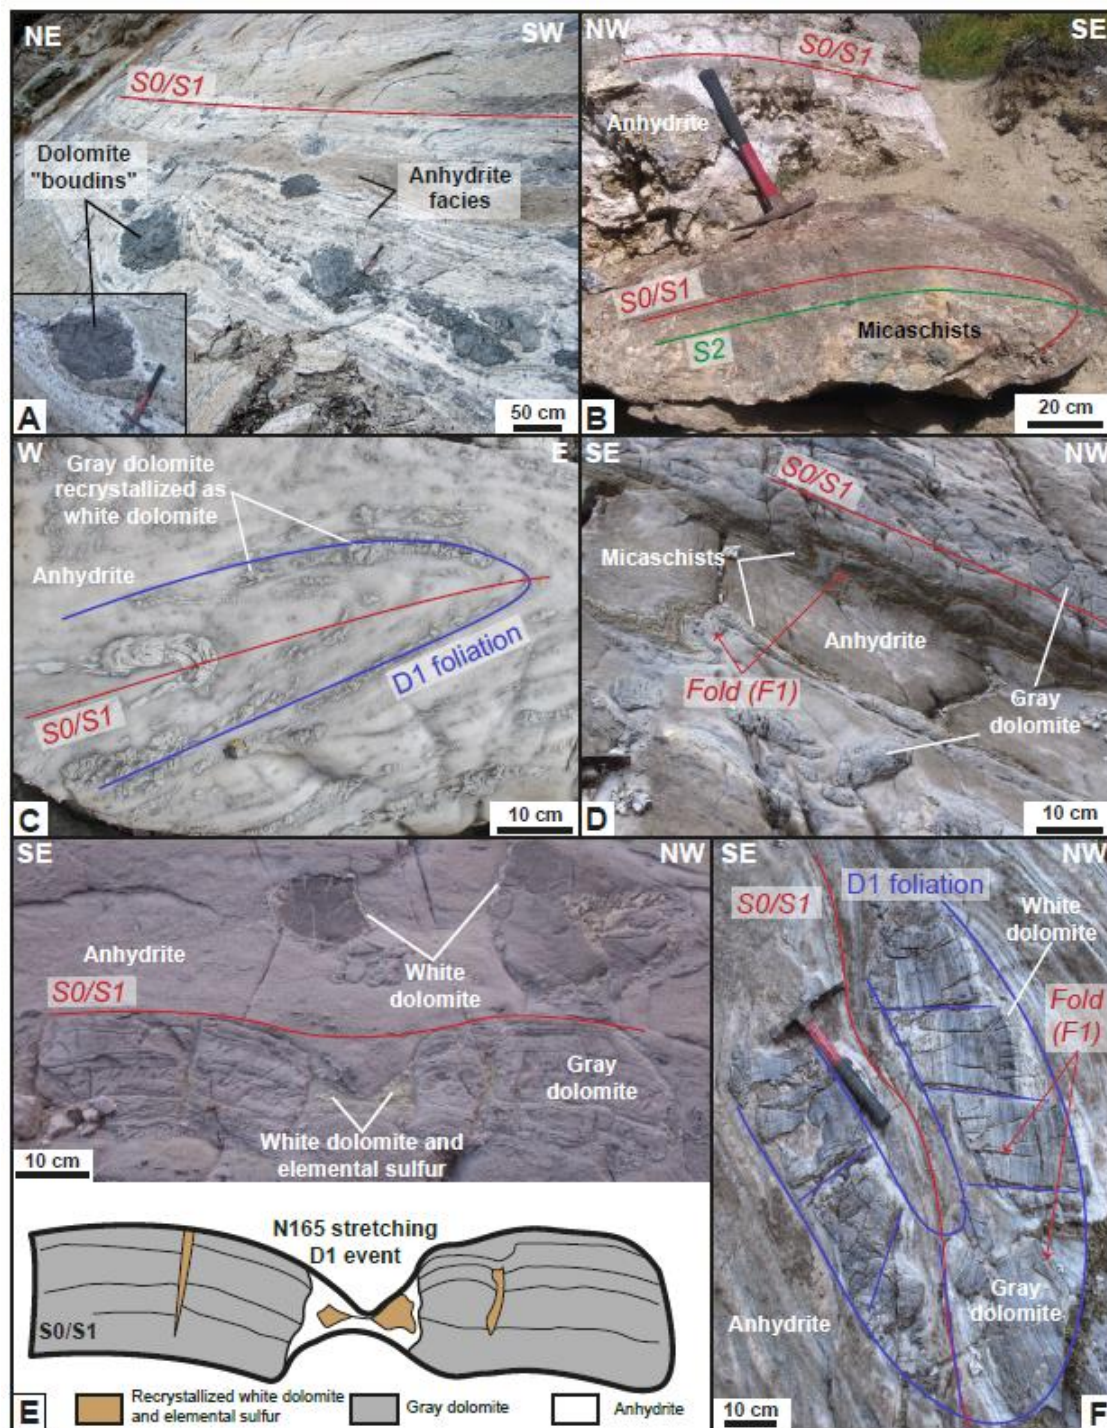 NE
SW
S0/S1
Dolomite
"boudins"
Anhydrite
facies
A
50 cm
NW
SE
S0/S1
Anhydrite
S0/S1
S2
Micaschists
B
20 cm
W
E
Gray dolomite
recrystallized as
white dolomite
Anhydrite
D1 foliation
S0/S1
C
10 cm
SE
NW
S0/S1
Micaschists
Anhydrite
Fold (F1)
Gray
dolomite
D
10 cm
SE
NW
Anhydrite
S0/S1
White
dolomite
Gray
dolomite
White dolomite and
elemental sulfur
10 cm
N165 stretching
D1 event
S0/S1
E
Recrystallized white dolomite
and elemental sulfur
Gray dolomite
Anhydrite
SE
NW
D1 foliation
S0/S1
White
dolomite
Fold
(F1)
Gray
dolomite
Anhydrite
10 cm
F